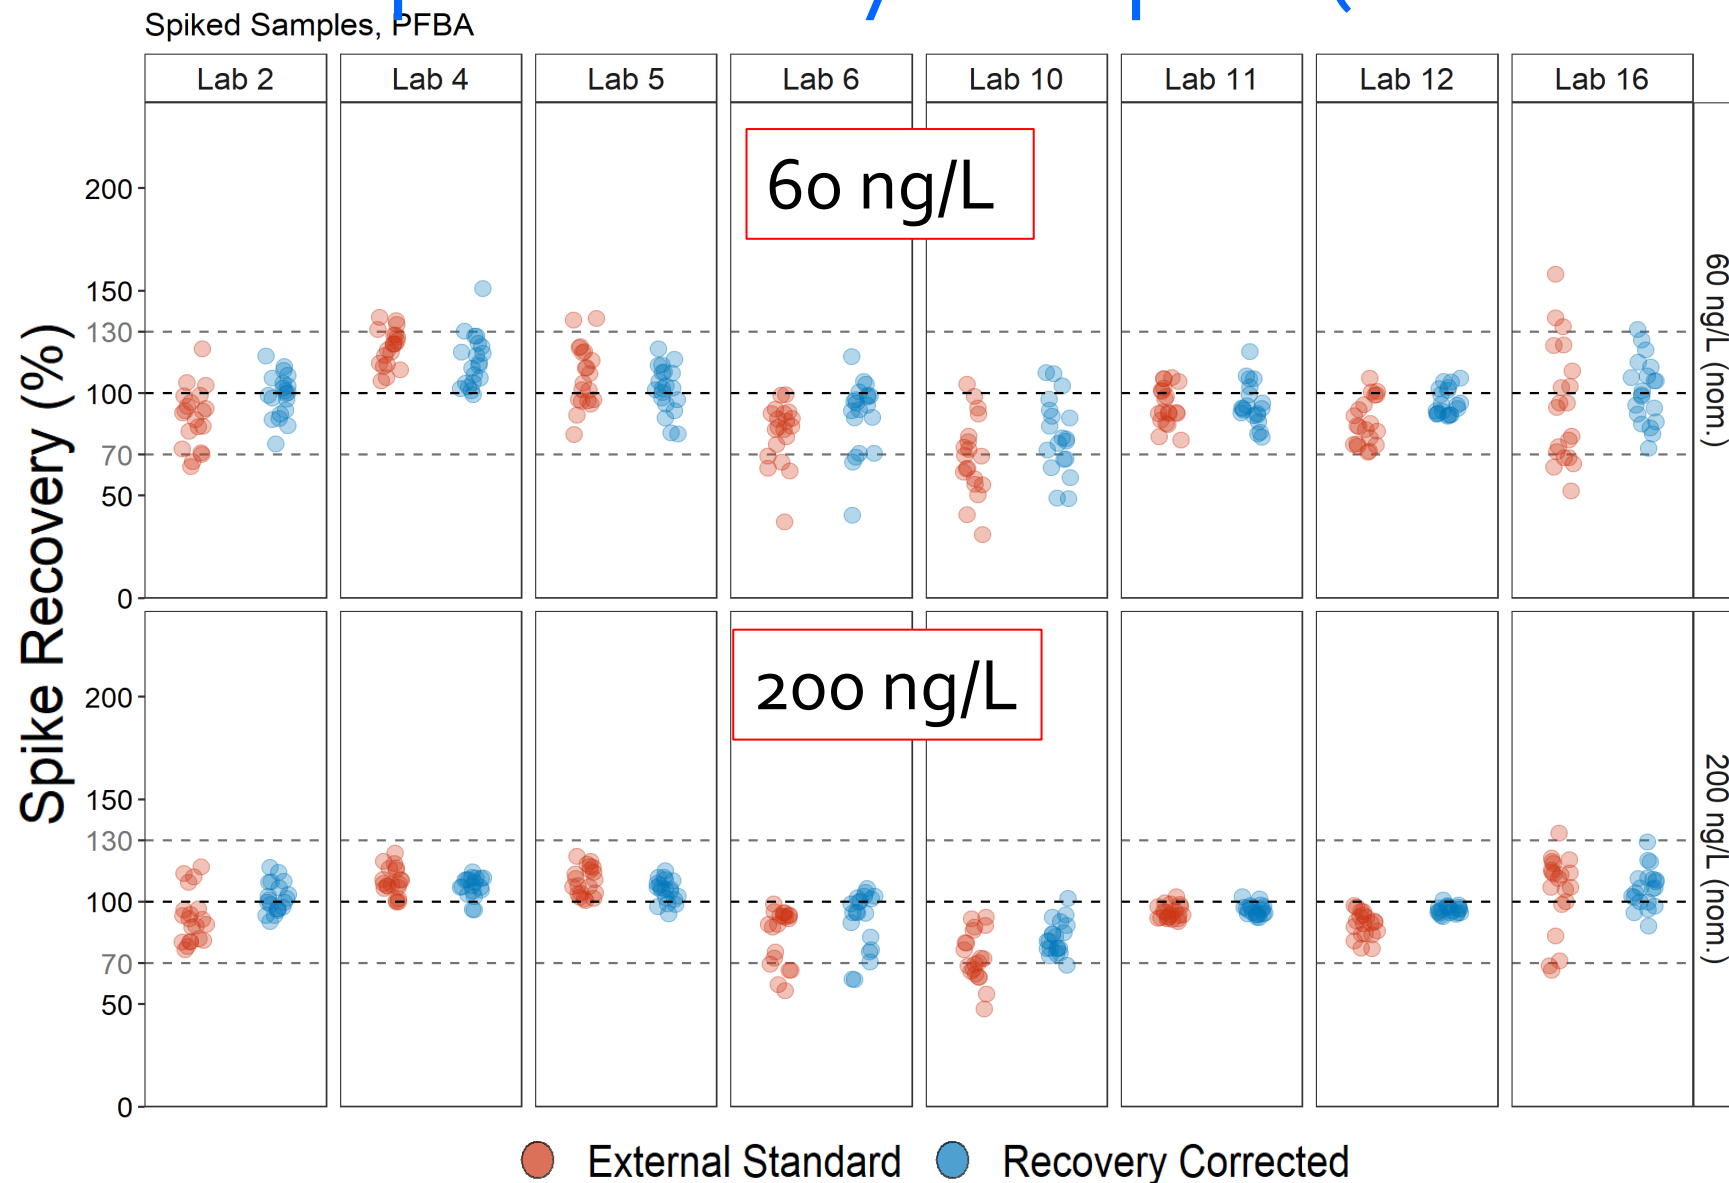 Spiked Samples, PFBA
Lab 2 Lab 4 Lab 5 Lab 6 Lab 10 Lab 11 Lab 12 Lab 16
60 ng/L
Spike Recovery (%)
200
150
130
100
70
50
0
60 ng/L (nom.)
200 ng/L
200
150
130
100
70
50
0
200 ng/L (nom.)
External Standard Recovery Corrected